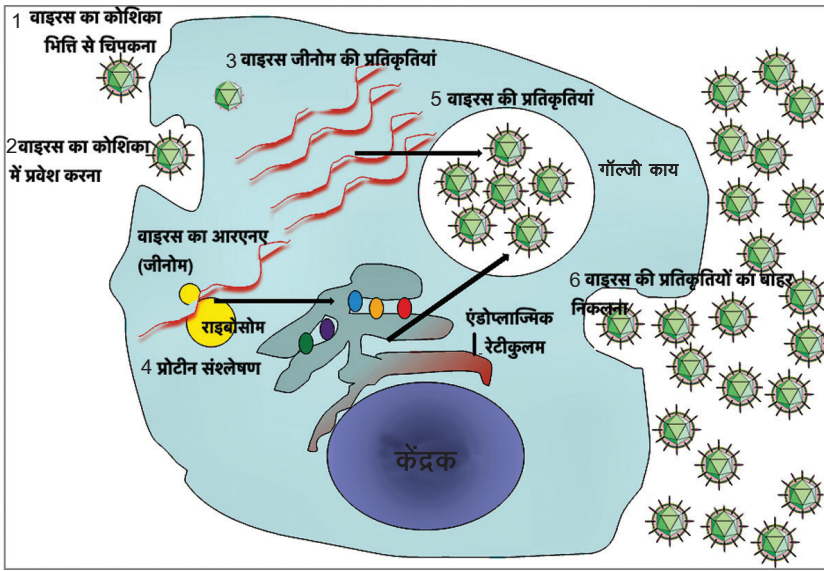 1 वाइरस का कोशिका
भित्ति से चिपकना
2 वाइरस का कोशिका
में प्रवेश करना
3 वाइरस जीनोम की प्रतिकृतियां
वाइरस का आरएनए
(जीनोम)
राइबोसोम
4 प्रोटीन संश्लेषण
5 वाइरस की प्रतिकृतियां
गॉल्जी काय
एंडोप्लाज्मिक
रेटीकुलम
केंद्रक
6 वाइरस की प्रतिकृतियों का बाहर
निकलना